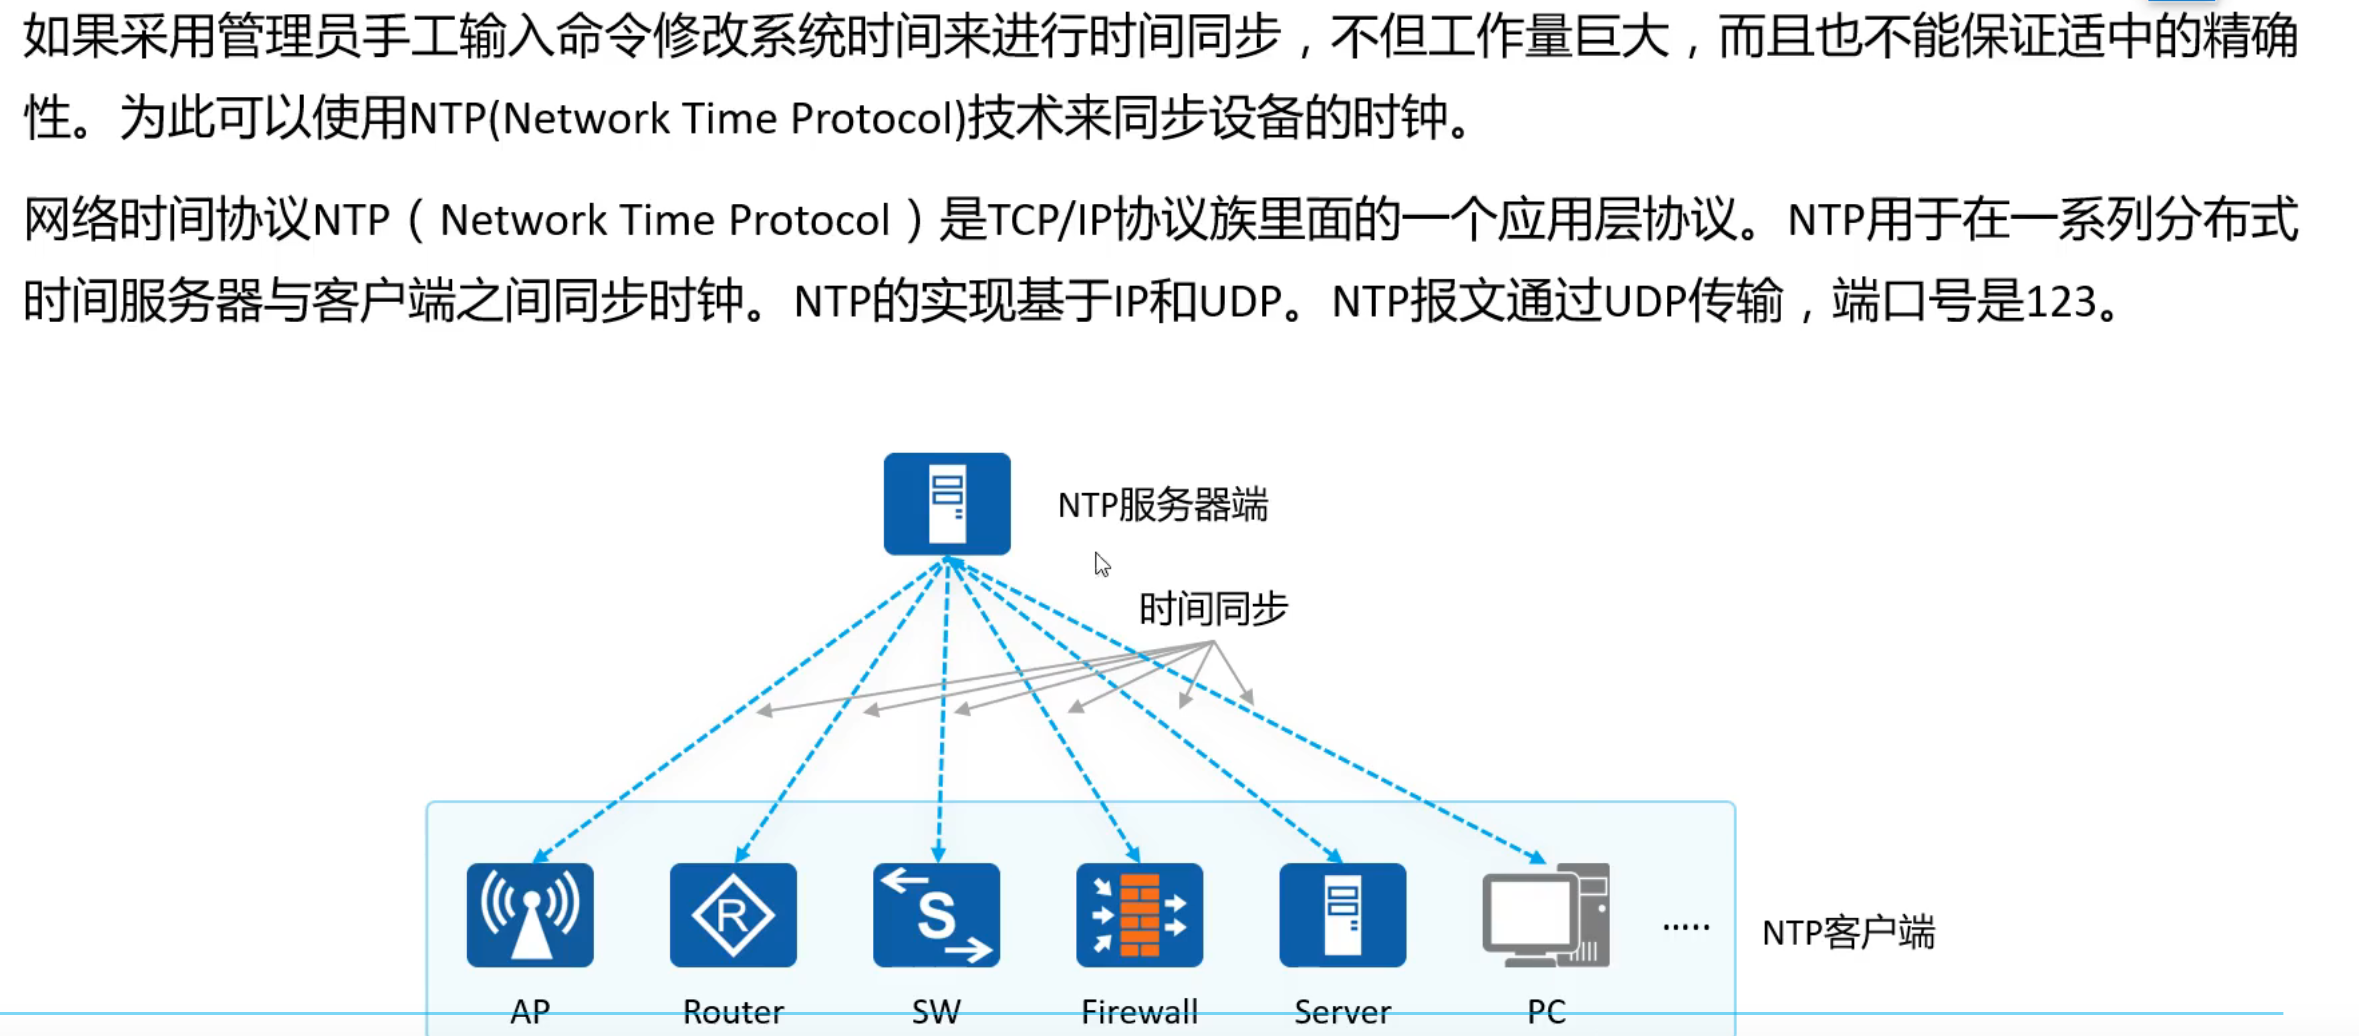 如果采用管理员手工输入命令修改系统时间来进行时间同步，不但工作量巨大，而且也不能保证适中的精确
性。为此可以使用NTP(Network Time Protocol)技术来同步设备的时钟。
网络时间协议NTP（Network Time Protocol）是TCP/IP协议族里面的一个应用层协议。NTP用于在一系列分布式
时间服务器与客户端之间同步时钟。NTP的实现基于IP和UDP。NTP报文通过UDP传输，端口号是123。
NTP服务器端
时间同步
R
S
.....
NTP客户端
AP Router SW Firewall Server PC